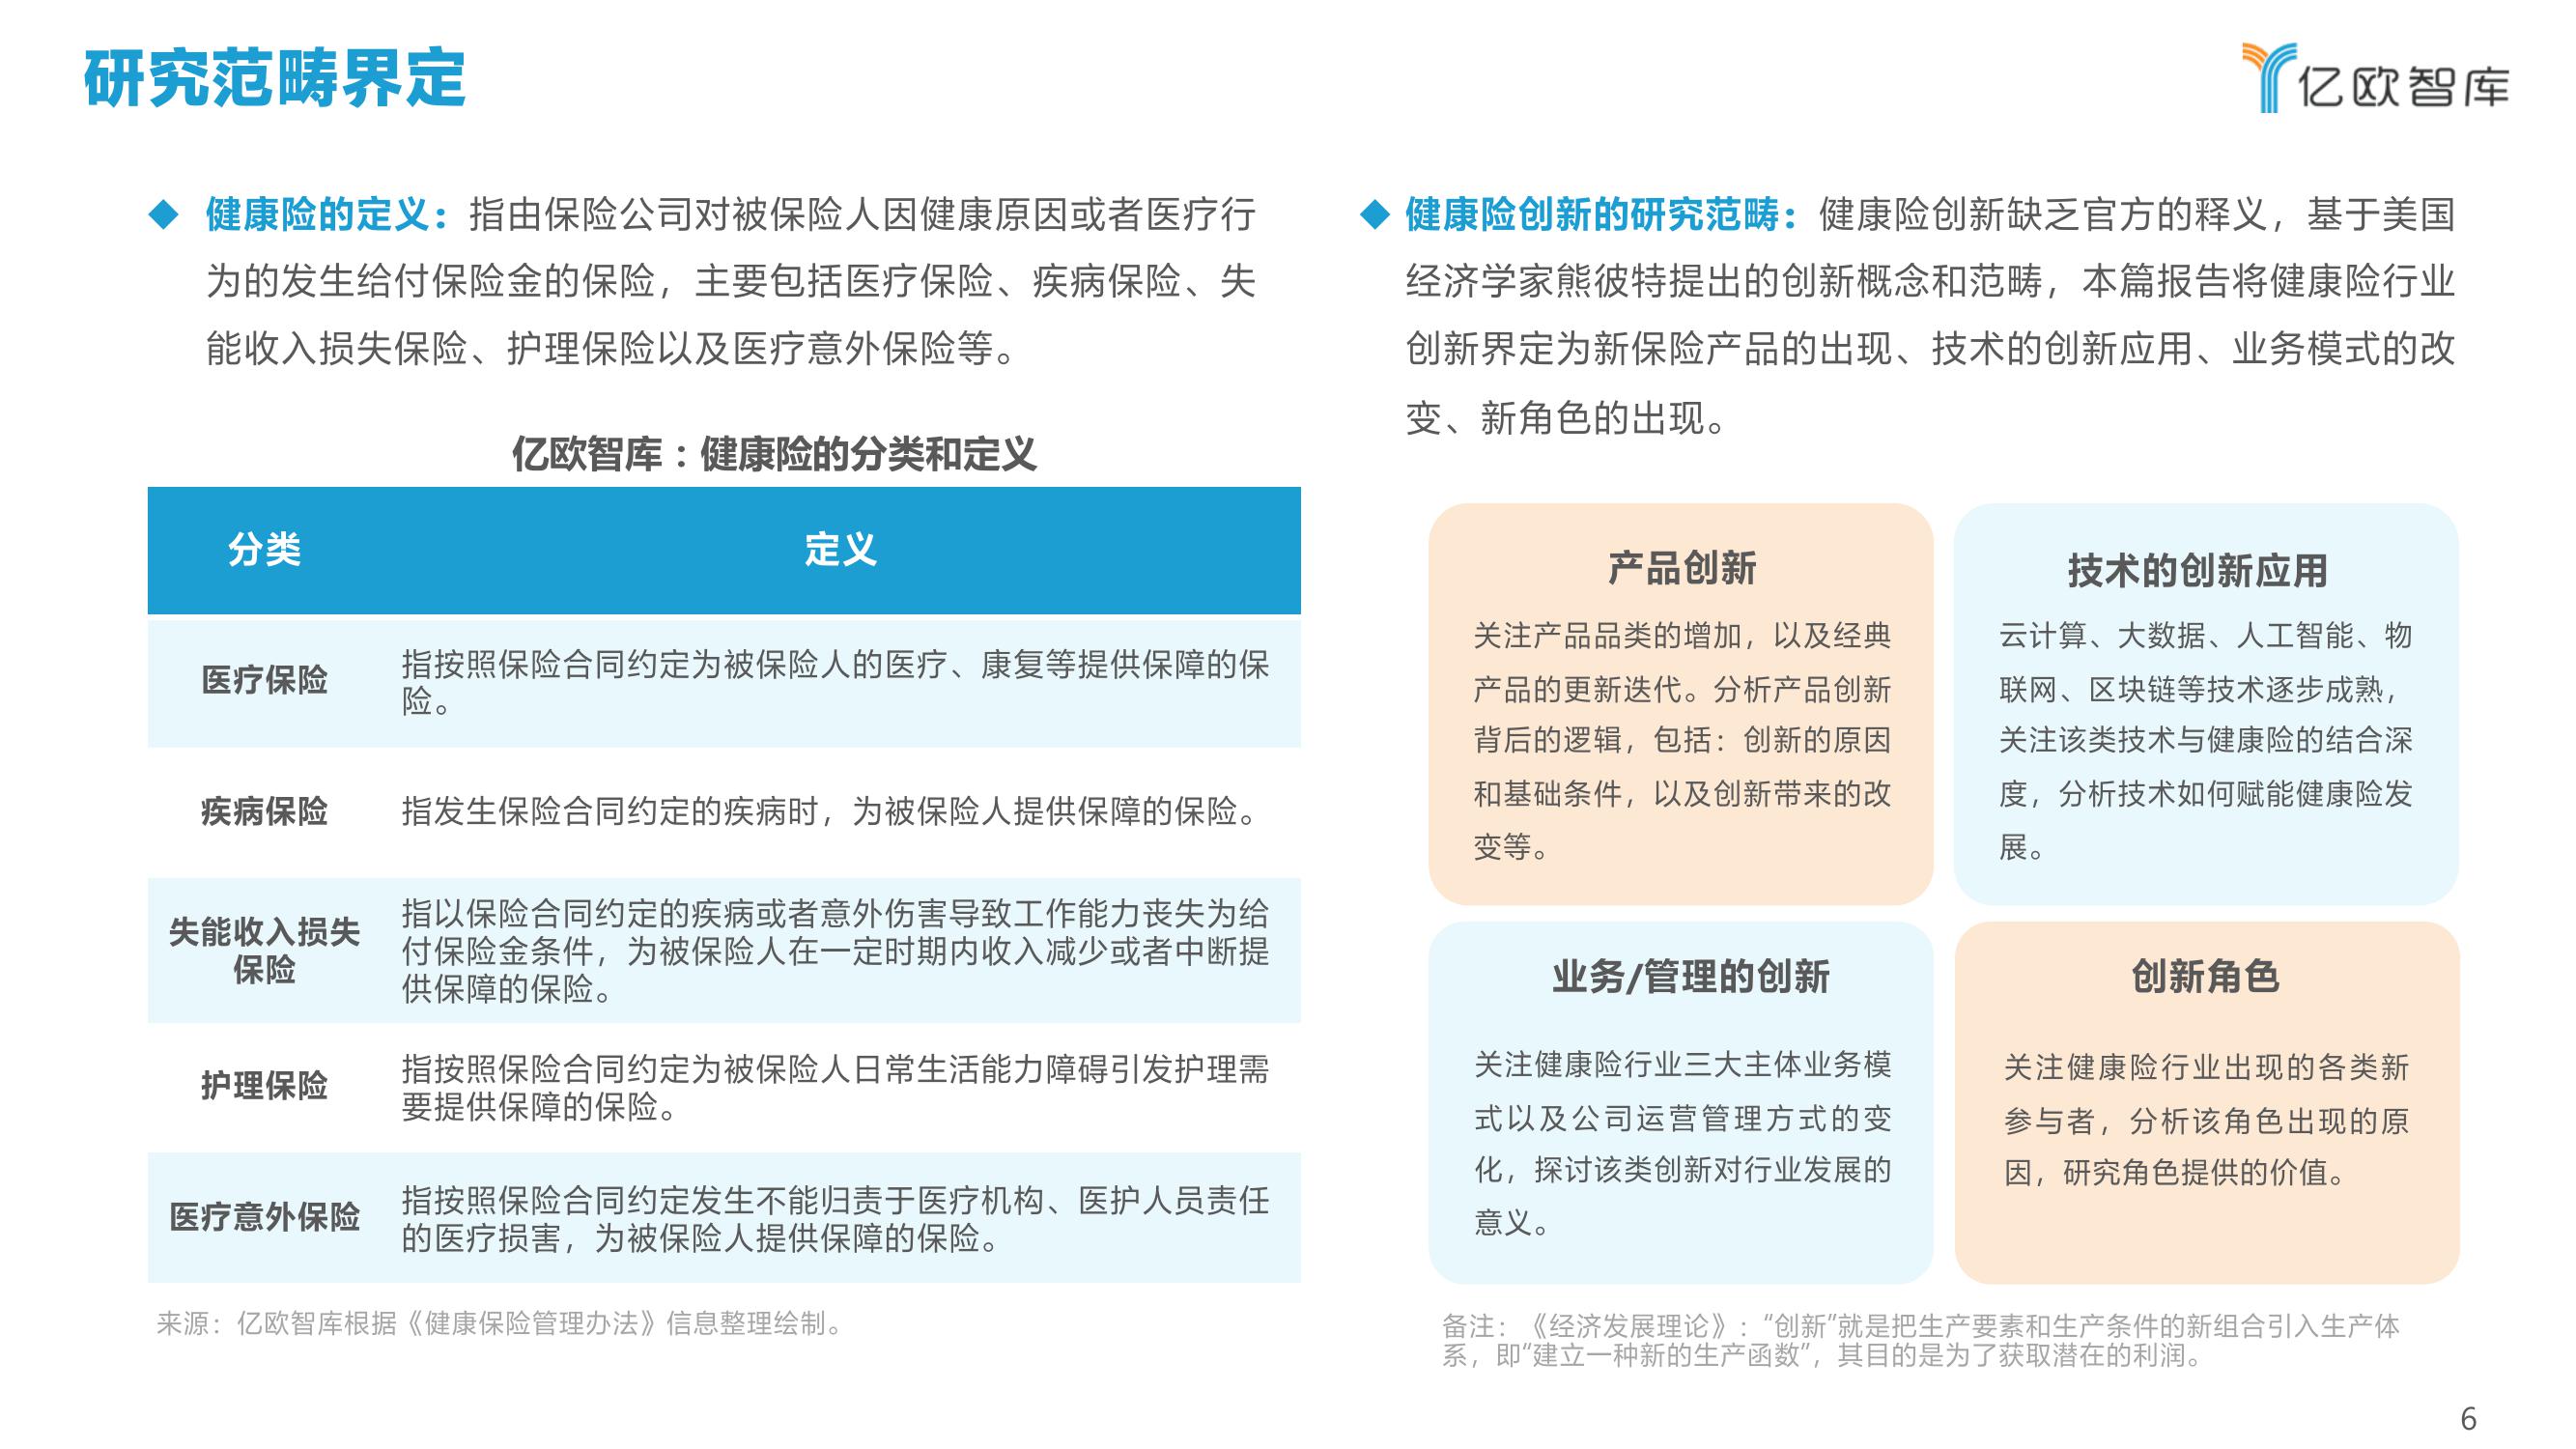 研究范畴界定
亿欧智库
◆ 健康险的定义：指由保险公司对被保险人因健康原因或者医疗行
为的发生给付保险金的保险，主要包括医疗保险、疾病保险、失
能收入损失保险、护理保险以及医疗意外保险等。
亿欧智库：健康险的分类和定义
分类 定义
医疗保险
指按照保险合同约定为被保险人的医疗、康复等提供保障的保
险。
疾病保险
指发生保险合同约定的疾病时，为被保险人提供保障的保险。
失能收入损失
保险
指以保险合同约定的疾病或者意外伤害导致工作能力丧失为给
付保险金条件，为被保险人在一定时期内收入减少或者中断提
供保障的保险。
护理保险
指按照保险合同约定为被保险人日常生活能力障碍引发护理需
要提供保障的保险。
医疗意外保险
指按照保险合同约定发生不能归责于医疗机构、医护人员责任
的医疗损害，为被保险人提供保障的保险。
来源：亿欧智库根据《健康保险管理办法》信息整理绘制。
◆ 健康险创新的研究范畴：健康险创新缺乏官方的释义，基于美国
经济学家熊彼特提出的创新概念和范畴，本篇报告将健康险行业
创新界定为新保险产品的出现、技术的创新应用、业务模式的改
变、新角色的出现。
产品创新
关注产品品类的增加，以及经典
产品的更新迭代。分析产品创新
背后的逻辑，包括：创新的原因
和基础条件，以及创新带来的改
变等。
技术的创新应用
云计算、大数据、人工智能、物
联网、区块链等技术逐步成熟，
关注该类技术与健康险的结合深
度，分析技术如何赋能健康险发
展。
业务/管理的创新
关注健康险行业三大主体业务模
式以及公司运营管理方式的变
化，探讨该类创新对行业发展的
意义。
创新角色
关注健康险行业出现的各类新
参与者，分析该角色出现的原
因，研究角色提供的价值。
备注：《经济发展理论》：“创新”就是把生产要素和生产条件的新组合引入生产体
系，即“建立一种新的生产函数”，其目的是为了获取潜在的利润。
6